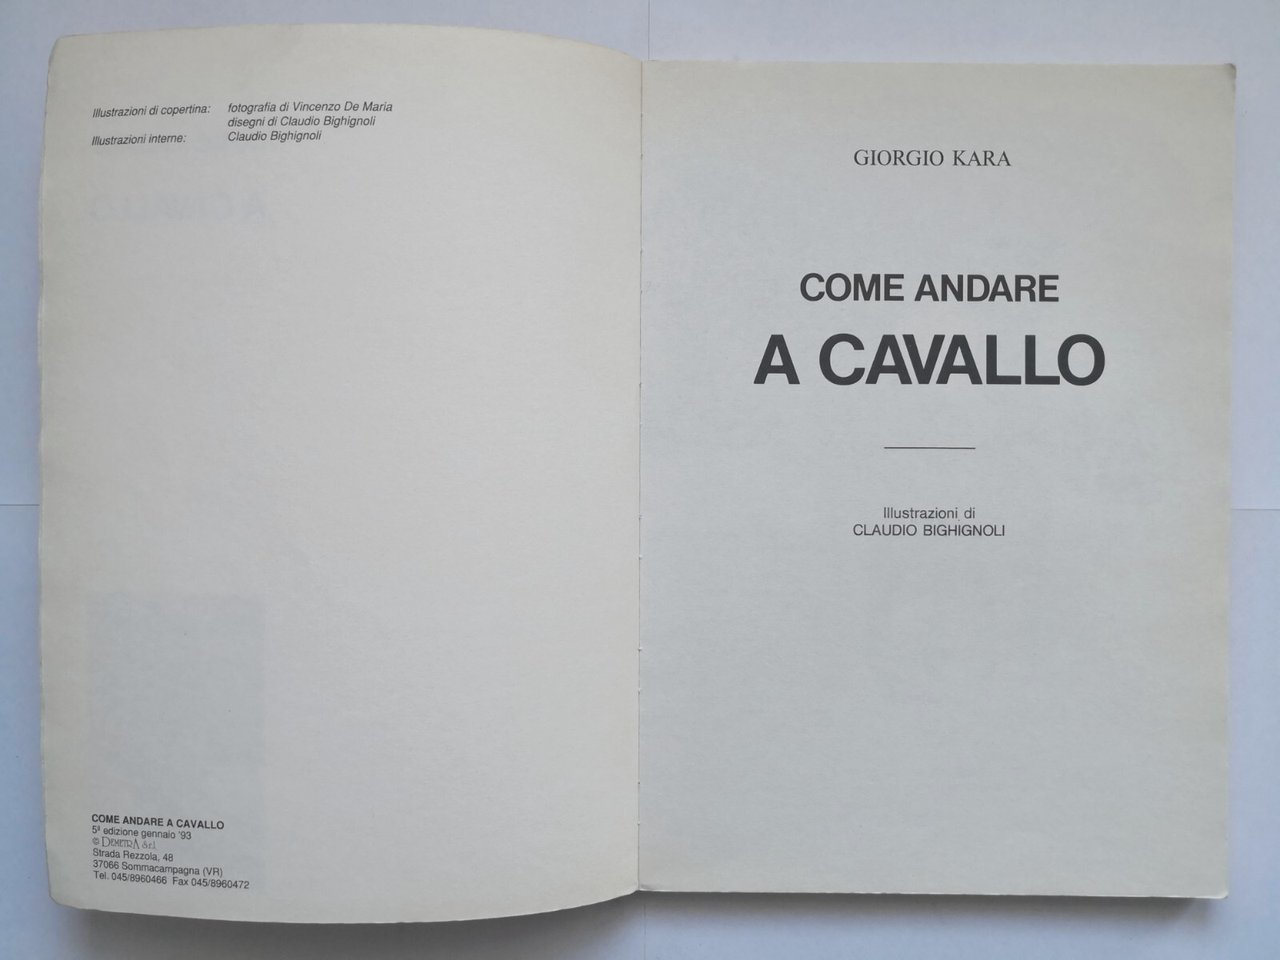 Illustrazioni di copertina: fotografia di Vincenzo De Maria
disegni di Claudio Bighignoli
Illustrazioni interne: Claudio Bighignoli
COME ANDARE A CAVALLO
5ª edizione gennaio '93
© DEMETRA S.r.l.
Strada Rezzola, 48
37066 Sommacampagna (VR)
Tel. 045/8960466 Fax 045/8960472
GIORGIO KARA
COME ANDARE
A CAVALLO
Illustrazioni di
CLAUDIO BIGHIGNOLI